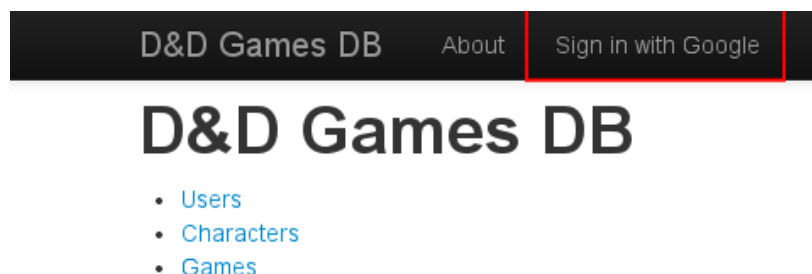 D&D Games DB About Sign in with Google
D&D Games DB
Users
Characters
Games